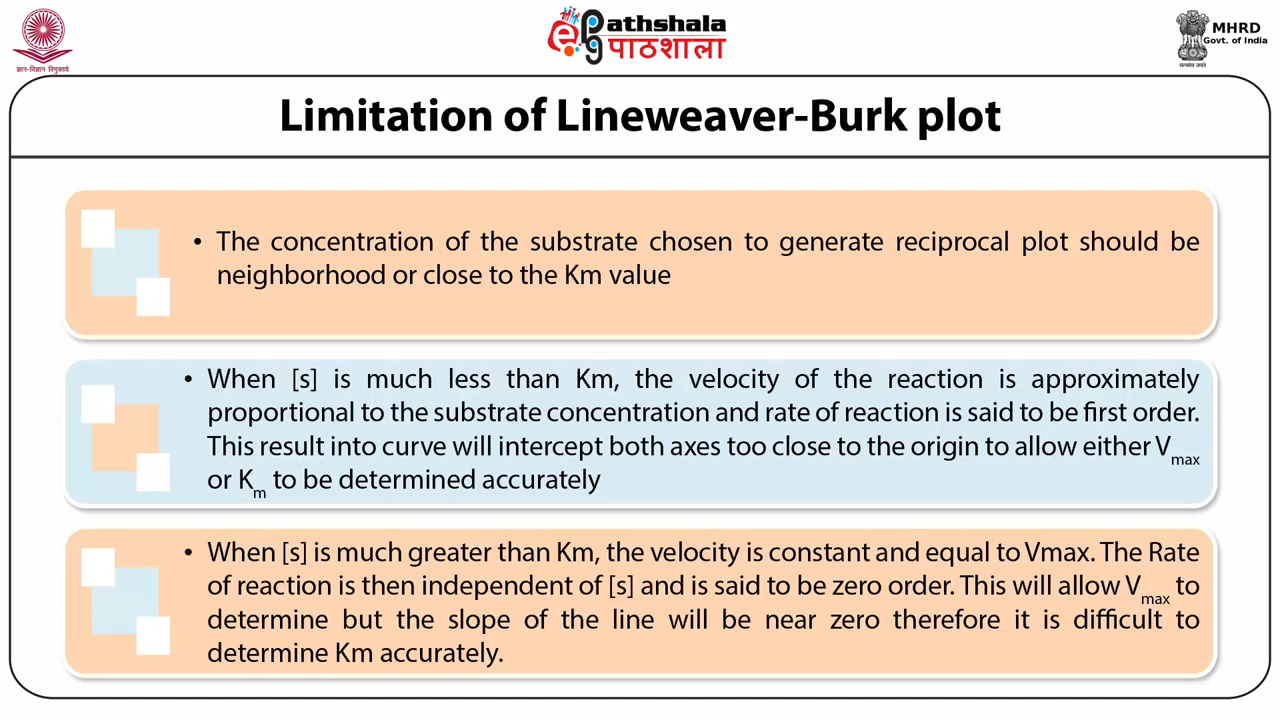 ज्ञान-विज्ञान विमुक्तये
e PG athshala
पाठशाला
सत्यमेव जयते
MHRD
Govt. of India
Limitation of Lineweaver-Burk plot
• The concentration of the substrate chosen to generate reciprocal plot should be
neighborhood or close to the Km value
• When [s] is much less than Km, the velocity of the reaction is approximately
proportional to the substrate concentration and rate of reaction is said to be first order.
This result into curve will intercept both axes too close to the origin to allow either Vmax
or Km to be determined accurately
• When [s] is much greater than Km, the velocity is constant and equal to Vmax. The Rate
of reaction is then independent of [s] and is said to be zero order. This will allow Vmax to
determine but the slope of the line will be near zero therefore it is difficult to
determine Km accurately.